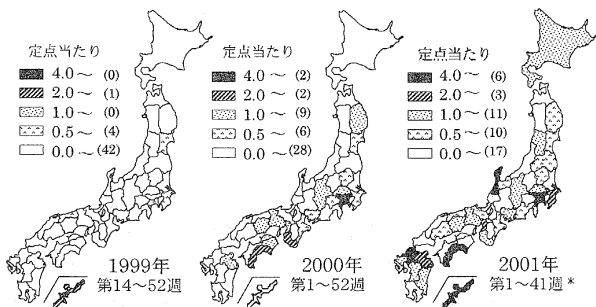 定点当たり
4.0～ (0)
2.0～ (1)
1.0～ (0)
0.5～ (4)
0.0～ (42)
1999年
第14～52週
定点当たり
4.0～ (2)
2.0～ (2)
1.0～ (9)
0.5～ (6)
0.0～ (28)
2000年
第1～52週
定点当たり
4.0～ (6)
2.0～ (3)
1.0～ (11)
0.5～ (10)
0.0～ (17)
2001年
第1～41週*